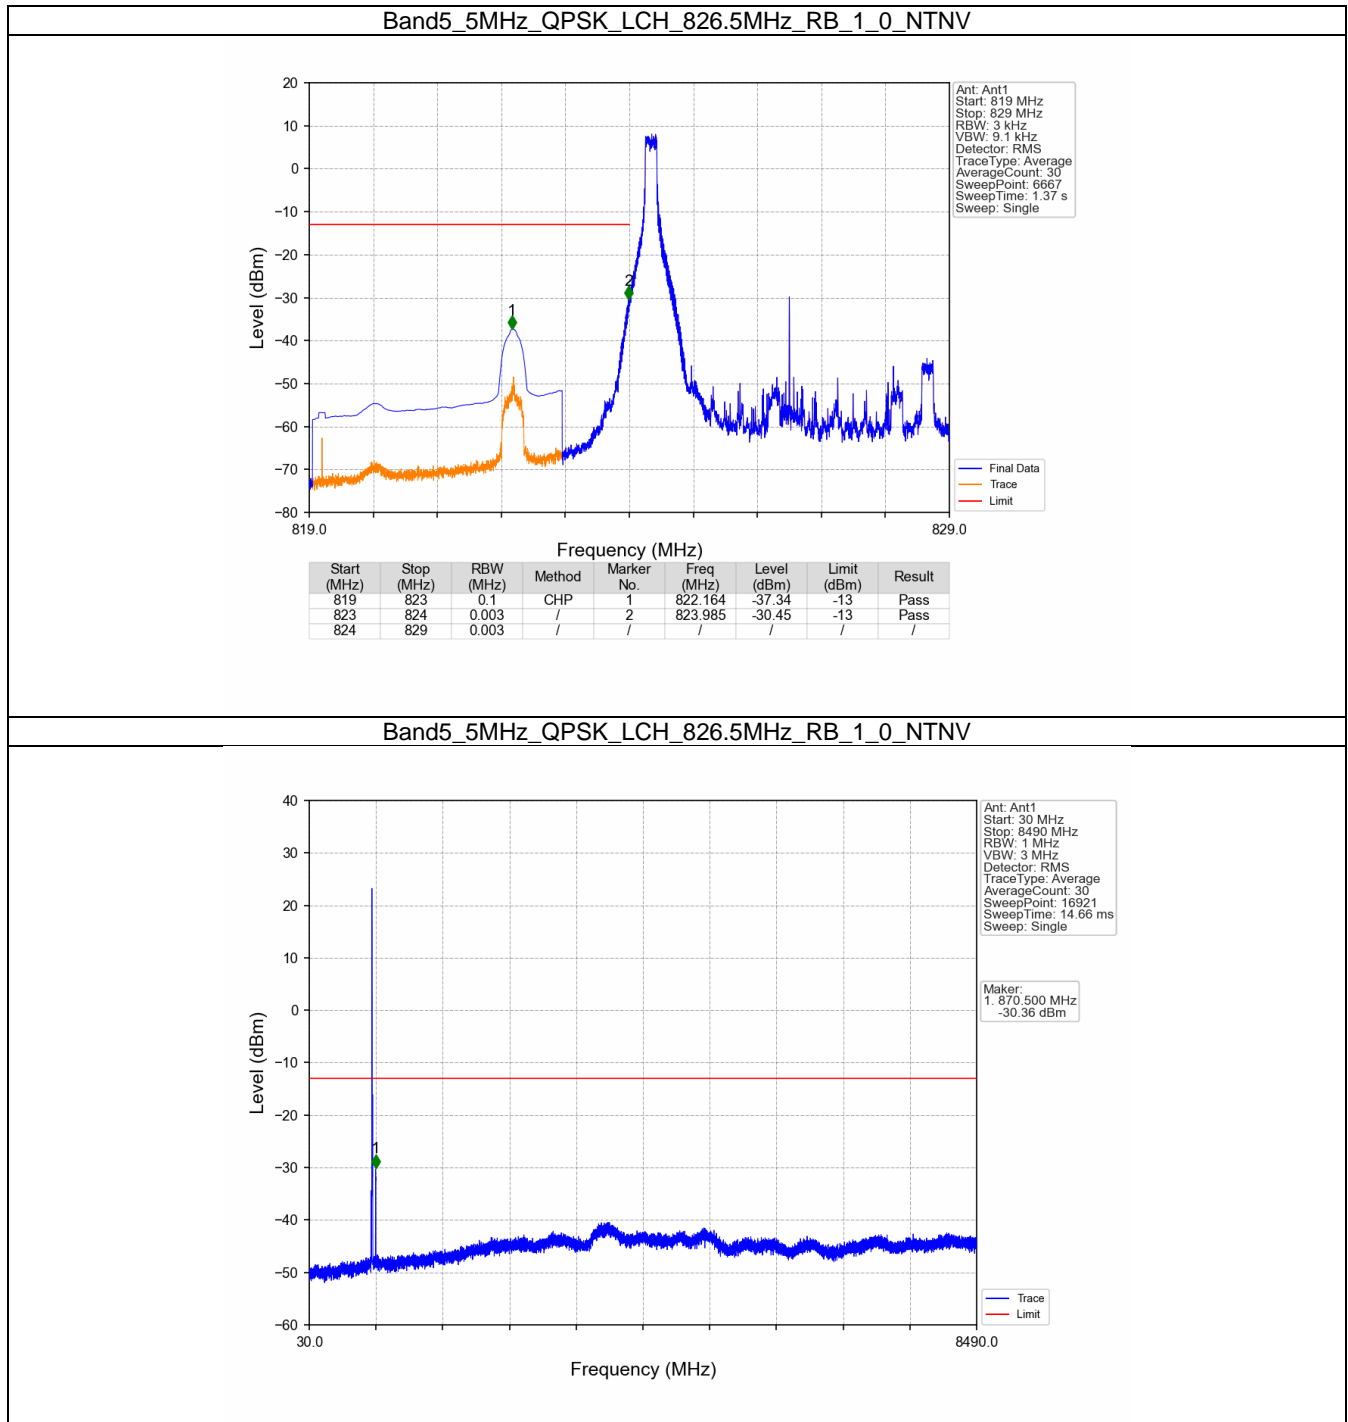 Band5_5MHz_QPSK_LCH_826.5MHz_RB_1_0_NTNV
20
10
0
−10
−20
−30
−40
−50
−60
−70
−80
Level (dBm)
1
2
819.0
829.0
Frequency (MHz)
Ant: Ant1
Start: 819 MHz
Stop: 829 MHz
RBW: 3 kHz
VBW: 9.1 kHz
Detector: RMS
TraceType: Average
AverageCount: 30
SweepPoint: 6667
SweepTime: 1.37 s
Sweep: Single
Final Data
Trace
Limit
Start (MHz) Stop (MHz) RBW (MHz) Method Marker No. Freq (MHz) Level (dBm) Limit (dBm) Result
819 823 0.1 CHP 1 822.164 -37.34 -13 Pass
823 824 0.003 / 2 823.985 -30.45 -13 Pass
824 829 0.003 / / / / / /
Band5_5MHz_QPSK_LCH_826.5MHz_RB_1_0_NTNV
40
30
20
10
0
−10
−20
−30
−40
−50
−60
Level (dBm)
1
30.0
8490.0
Frequency (MHz)
Ant: Ant1
Start: 30 MHz
Stop: 8490 MHz
RBW: 1 MHz
VBW: 3 MHz
Detector: RMS
TraceType: Average
AverageCount: 30
SweepPoint: 16921
SweepTime: 14.66 ms
Sweep: Single
Maker:
1. 870.500 MHz
-30.36 dBm
Trace
Limit